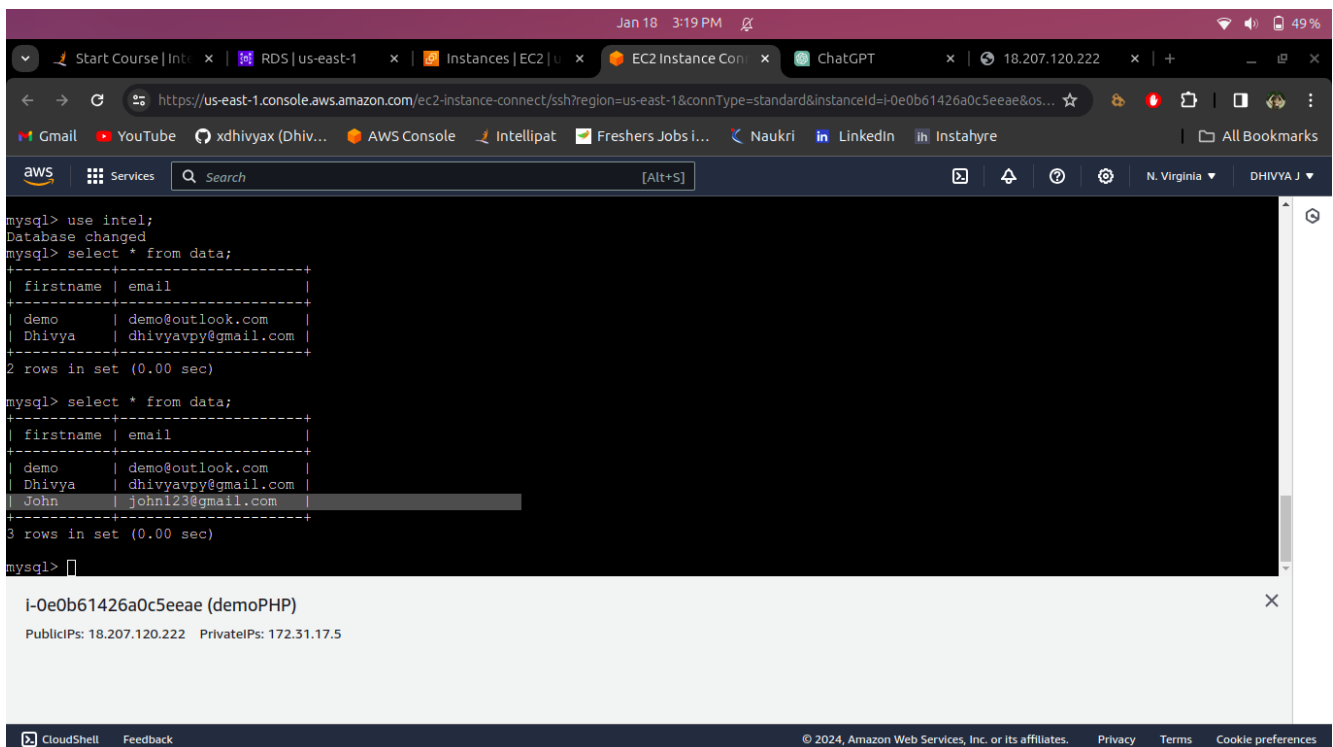 Jan 18 3:19 PM 49 %
Start Course | Inte RDS | us-east-1 Instances | EC2 | u EC2 Instance Conn ChatGPT 18.207.120.222
https://us-east-1.console.aws.amazon.com/ec2-instance-connect/ssh?region=us-east-1&connType=standard&instanceId=i-0e0b61426a0c5eeae&os...
Gmail YouTube xdhivyax (Dhiv... AWS Console Intellipat Freshers Jobs i... Naukri LinkedIn Instahyre All Bookmarks
aws Services Search [Alt+S] N. Virginia ▼ DHIVYA J ▼
mysql> use intel;
Database changed
mysql> select * from data;
+-----------+---------------------+
| firstname | email               |
+-----------+---------------------+
| demo      | demo@outlook.com    |
| Dhivya    | dhivyavpy@gmail.com |
+-----------+---------------------+
2 rows in set (0.00 sec)
mysql> select * from data;
+-----------+---------------------+
| firstname | email               |
+-----------+---------------------+
| demo      | demo@outlook.com    |
| Dhivya    | dhivyavpy@gmail.com |
| John      | john123@gmail.com   |
+-----------+---------------------+
3 rows in set (0.00 sec)
mysql>
i-0e0b61426a0c5eeae (demoPHP)
PublicIPs: 18.207.120.222 PrivateIPs: 172.31.17.5
CloudShell Feedback © 2024, Amazon Web Services, Inc. or its affiliates. Privacy Terms Cookie preferences